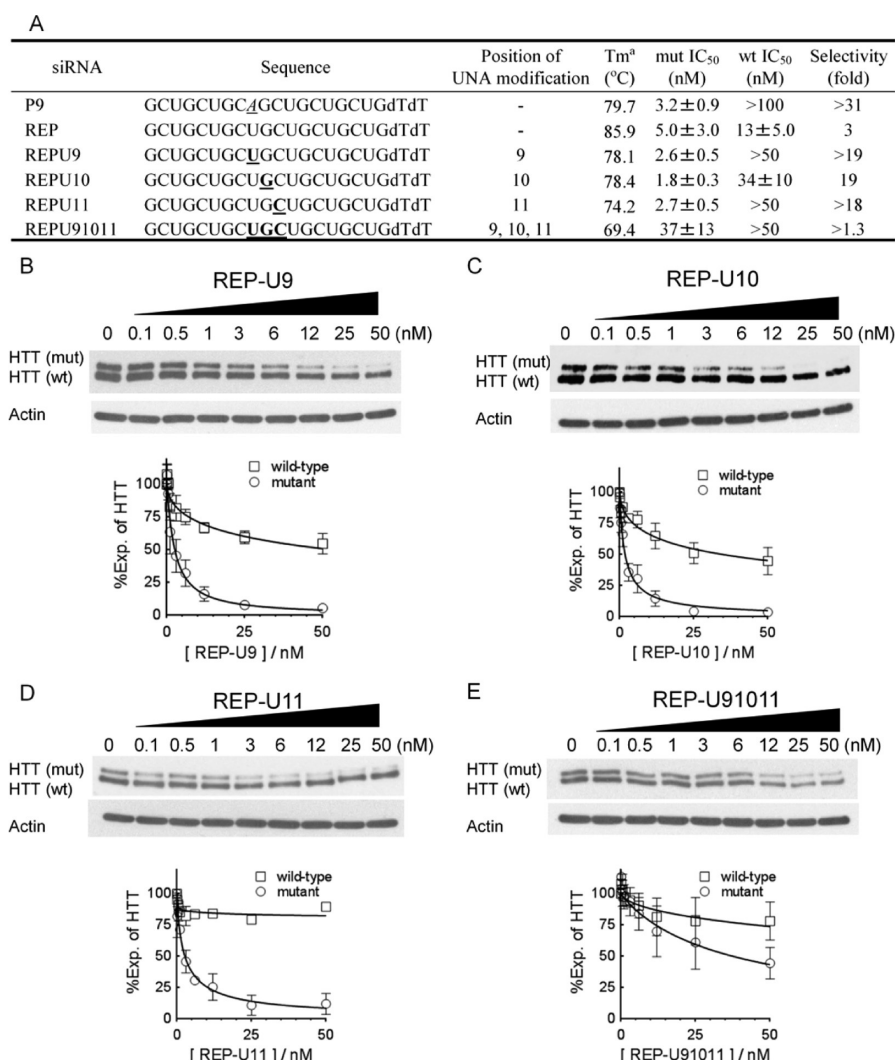 A
siRNA Sequence Position of UNA modification Tmᵃ (°C) mut IC₅₀ (nM) wt IC₅₀ (nM) Selectivity (fold)
P9 GCUGCUGCAGCUGCUGCUGdTdT - 79.7 3.2±0.9 >100 >31
REP GCUGCUGCUGCUGCUGCUGdTdT - 85.9 5.0±3.0 13±5.0 3
REPU9 GCUGCUGCUGCUGCUGCUGdTdT 9 78.1 2.6±0.5 >50 >19
REPU10 GCUGCUGCUGCUGCUGCUGdTdT 10 78.4 1.8±0.3 34±10 19
REPU11 GCUGCUGCUGCUGCUGCUGdTdT 11 74.2 2.7±0.5 >50 >18
REPU91011 GCUGCUGCUGCUGCUGCUGdTdT 9, 10, 11 69.4 37±13 >50 >1.3
B
REP-U9
0 0.1 0.5 1 3 6 12 25 50 (nM)
HTT (mut)
HTT (wt)
Actin
wild-type
mutant
%Exp. of HTT
100
75
50
25
0
0 25 50
[ REP-U9 ] / nM
C
REP-U10
0 0.1 0.5 1 3 6 12 25 50 (nM)
HTT (mut)
HTT (wt)
Actin
wild-type
mutant
%Exp. of HTT
100
75
50
25
0
0 25 50
[ REP-U10 ] / nM
D
REP-U11
0 0.1 0.5 1 3 6 12 25 50 (nM)
HTT (mut)
HTT (wt)
Actin
wild-type
mutant
%Exp. of HTT
100
75
50
25
0
0 25 50
[ REP-U11 ] / nM
E
REP-U91011
0 0.1 0.5 1 3 6 12 25 50 (nM)
HTT (mut)
HTT (wt)
Actin
wild-type
mutant
%Exp. of HTT
100
75
50
25
0
0 25 50
[ REP-U91011 ] / nM